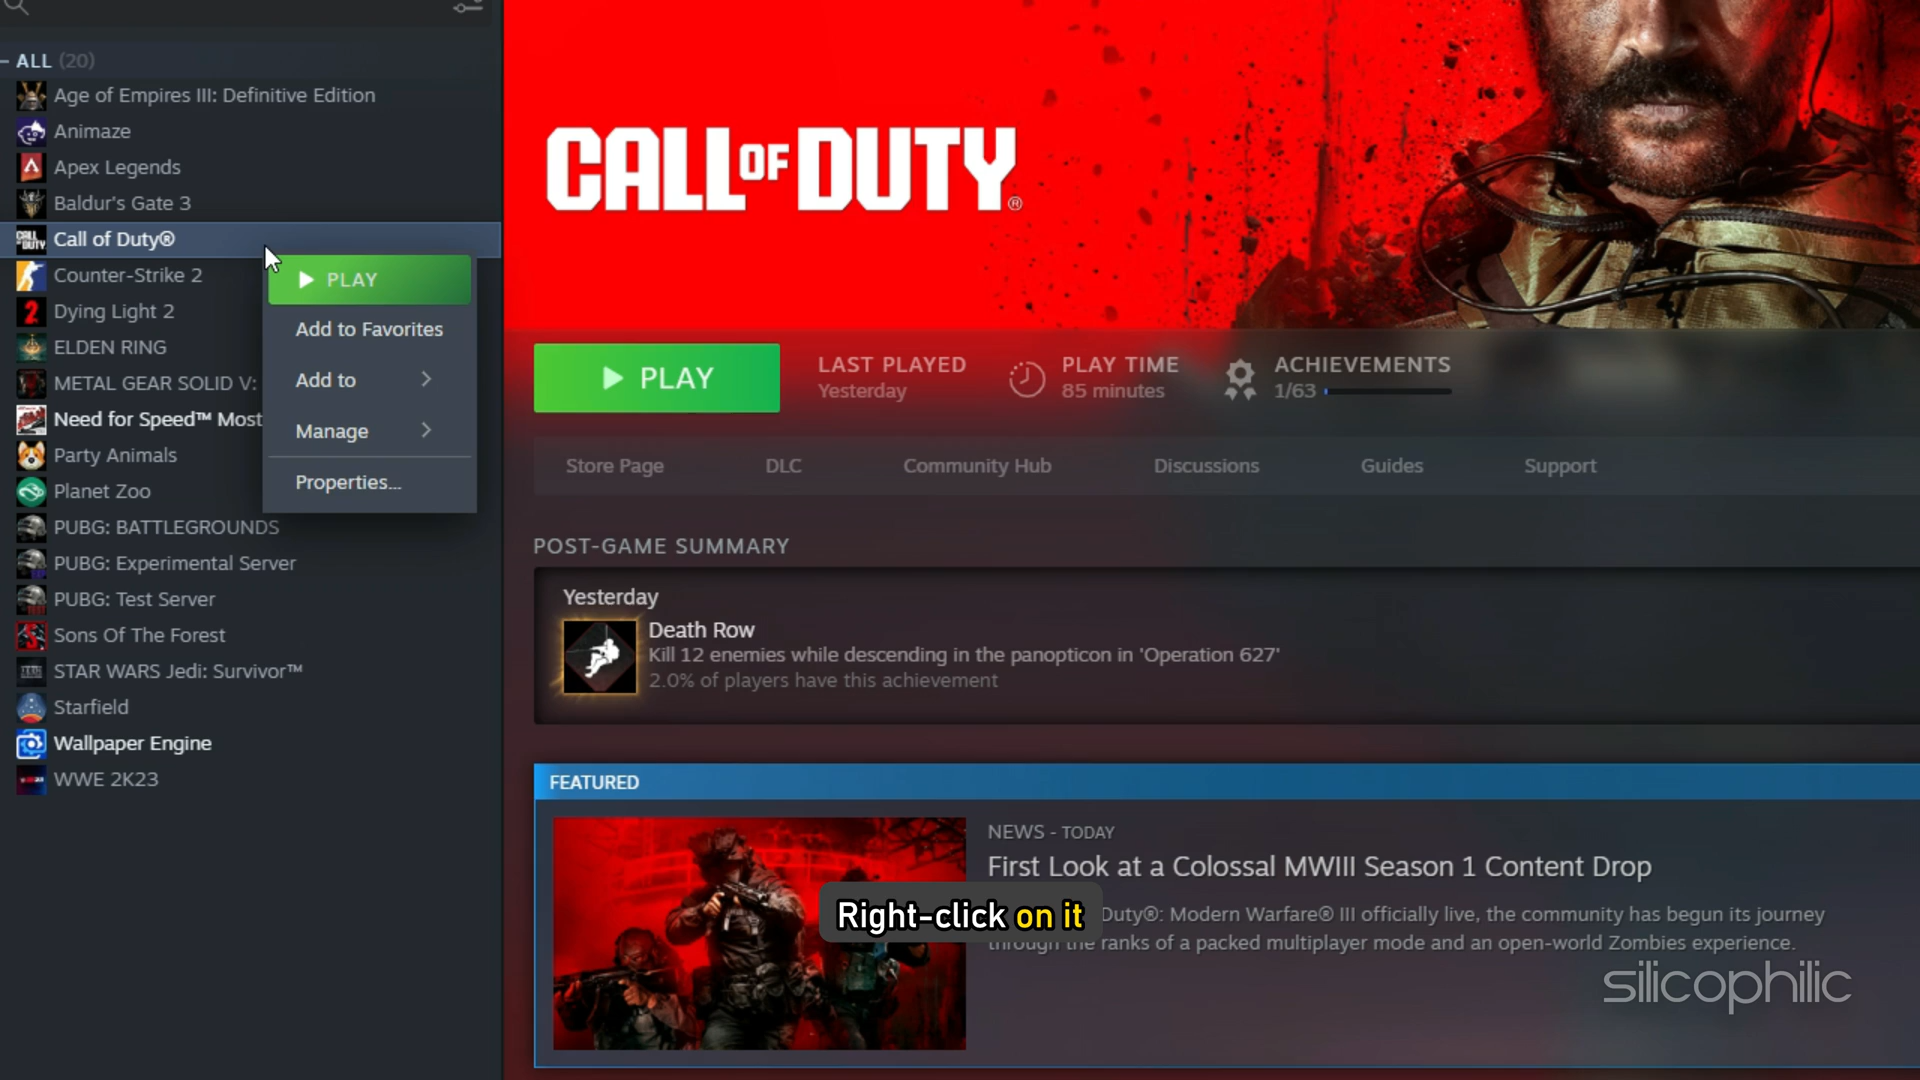 ALL (20)
Age of Empires III: Definitive Edition
Animaze
Apex Legends
Baldur's Gate 3
Call of Duty®
Counter-Strike 2
Dying Light 2
ELDEN RING
METAL GEAR SOLID V:
Need for Speed™ Most
Party Animals
Planet Zoo
PUBG: BATTLEGROUNDS
PUBG: Experimental Server
PUBG: Test Server
Sons Of The Forest
STAR WARS Jedi: Survivor™
Starfield
Wallpaper Engine
WWE 2K23
PLAY
Add to Favorites
Add to
Manage
Properties...
CALL OF DUTY®
PLAY
LAST PLAYED
Yesterday
PLAY TIME
85 minutes
ACHIEVEMENTS
1/63
Store Page DLC Community Hub Discussions Guides Support
POST-GAME SUMMARY
Yesterday
Death Row
Kill 12 enemies while descending in the panopticon in 'Operation 627'
2.0% of players have this achievement
FEATURED
NEWS - TODAY
First Look at a Colossal MWIII Season 1 Content Drop
Duty®: Modern Warfare® III officially live, the community has begun its journey
through the ranks of a packed multiplayer mode and an open-world Zombies experience.
Right-click on it
silicophilic